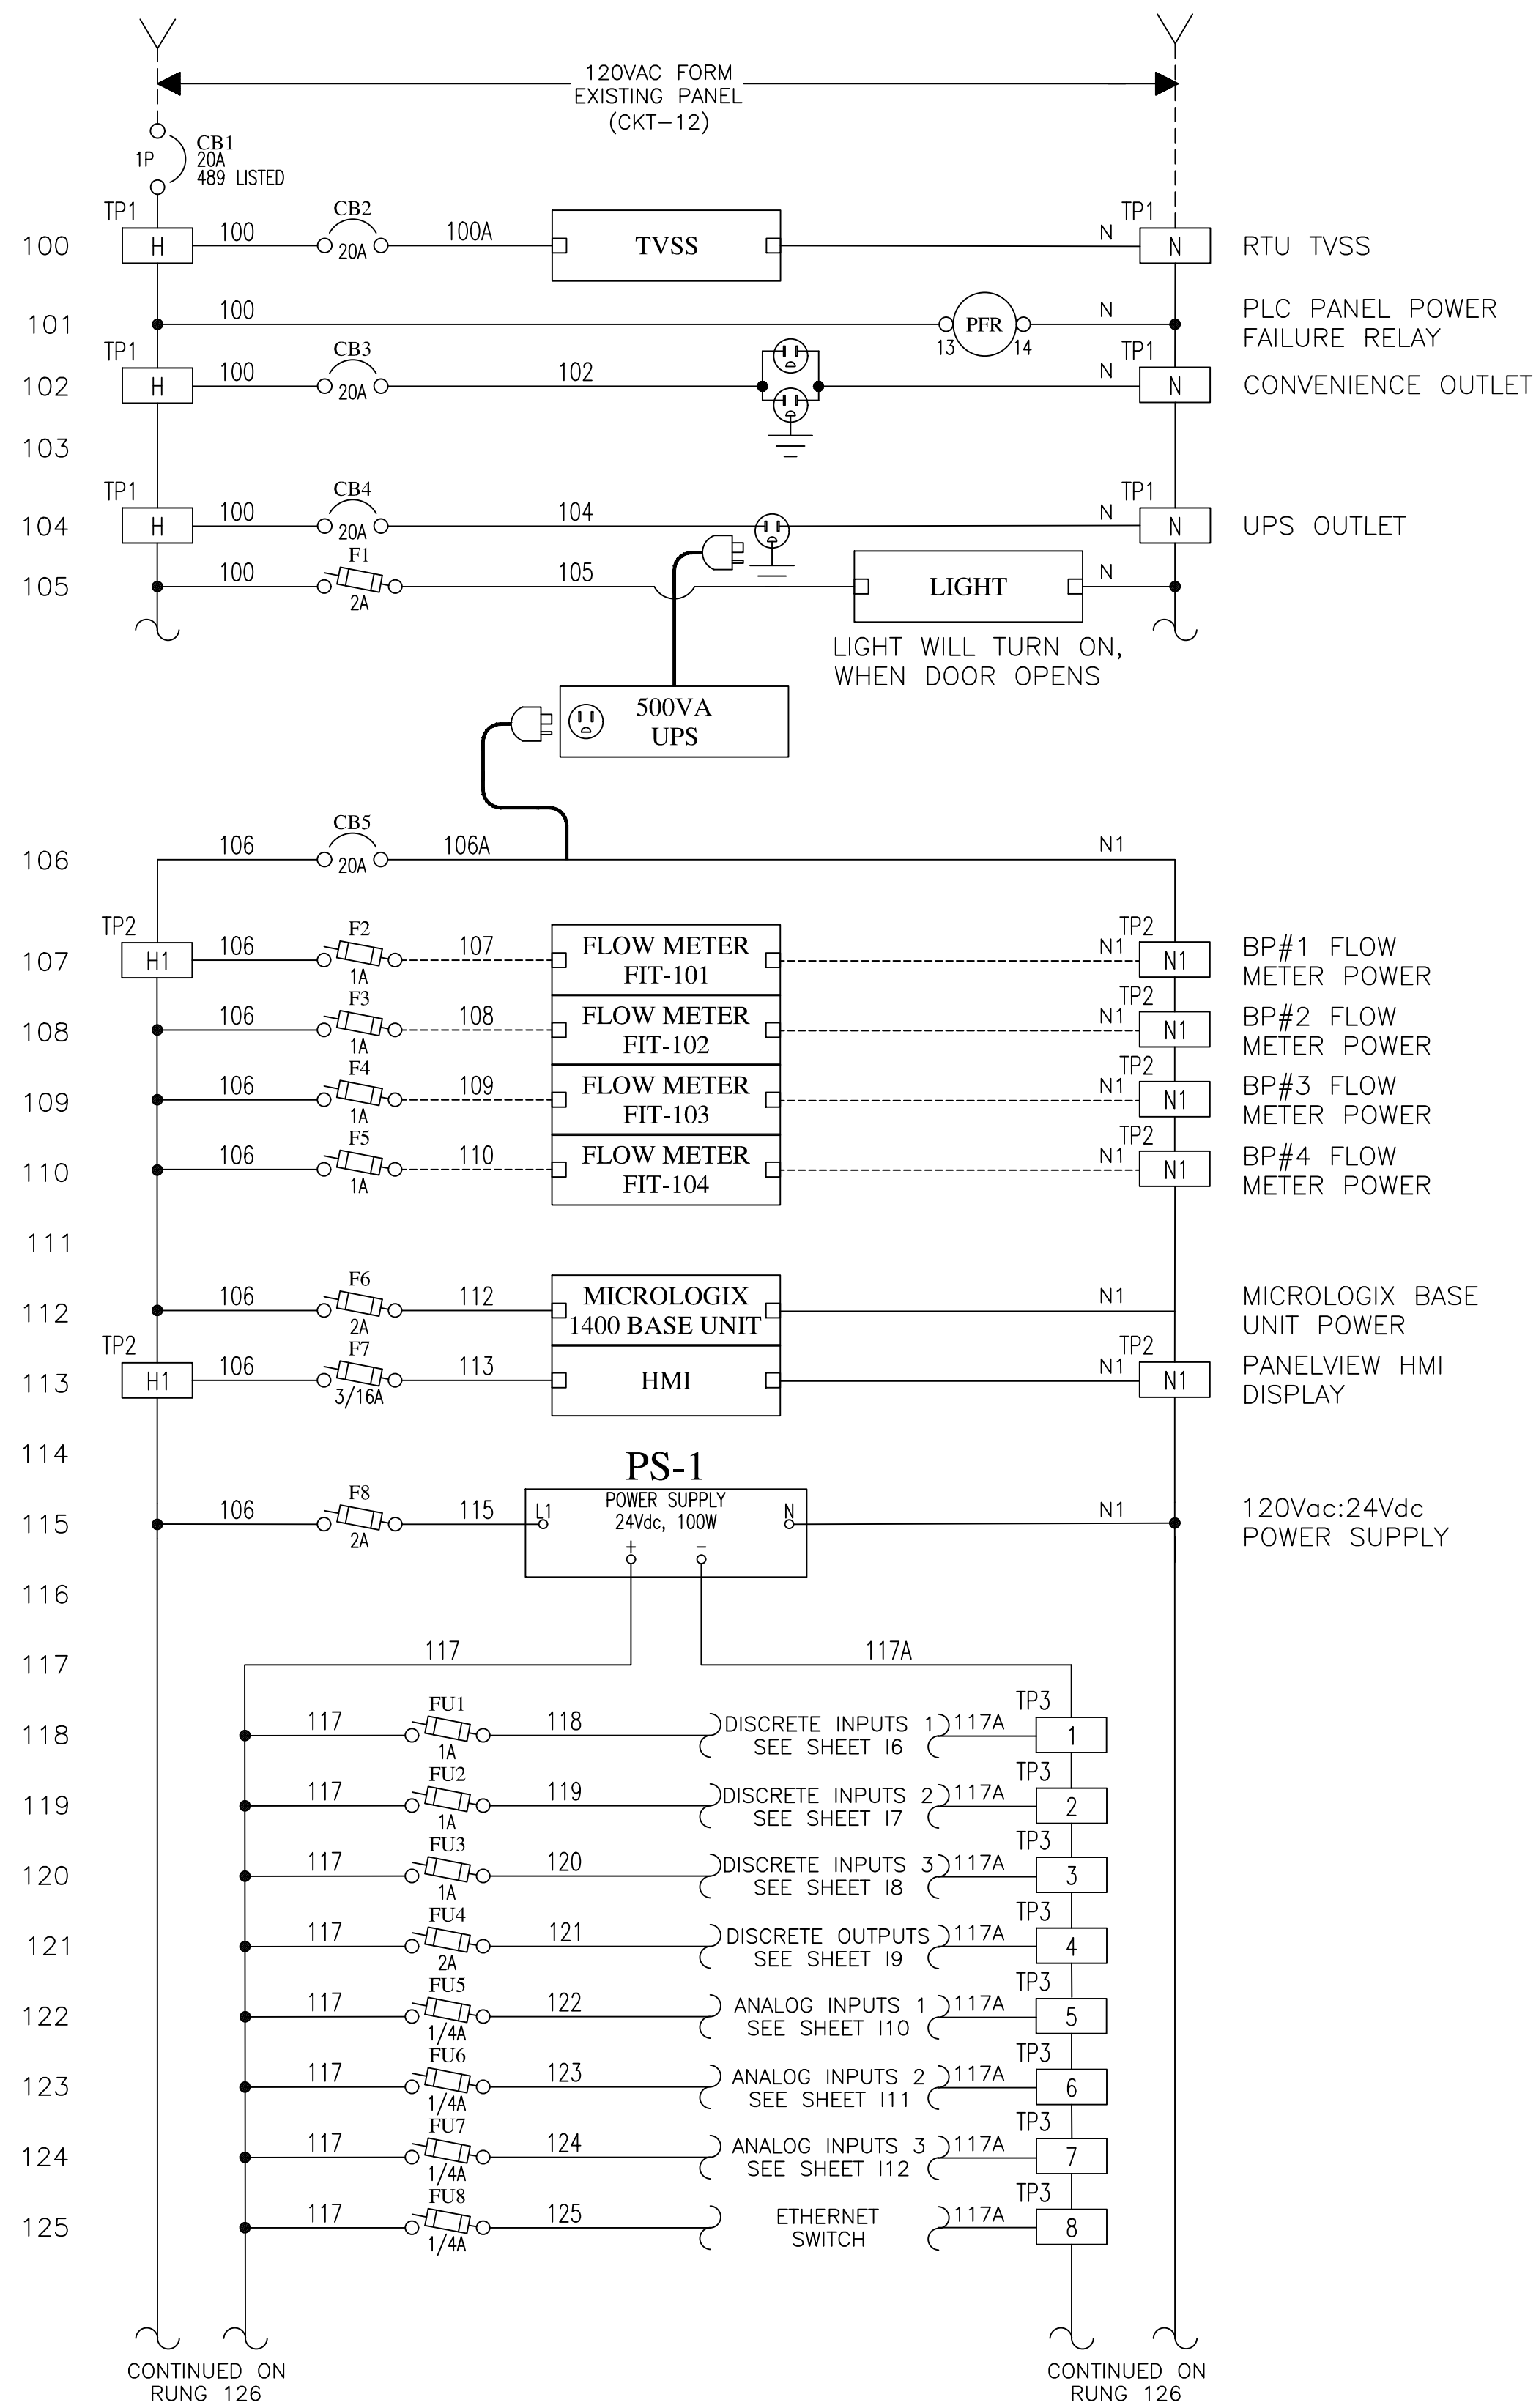 120VAC FORM
EXISTING PANEL
(CKT-12)
1P
CB1
20A
489 LISTED
100
TP1
H
100
CB2
20A
100A
TVSS
N
TP1
N
RTU TVSS
101
100
PFR
13
14
N
PLC PANEL POWER
FAILURE RELAY
102
TP1
H
100
CB3
20A
102
N
TP1
N
CONVENIENCE OUTLET
103
104
TP1
H
100
CB4
20A
104
N
TP1
N
UPS OUTLET
105
100
F1
2A
105
LIGHT
N
LIGHT WILL TURN ON,
WHEN DOOR OPENS
500VA
UPS
106
106
CB5
20A
106A
N1
107
TP2
H1
106
F2
1A
107
FLOW METER
FIT-101
N1
TP2
N1
BP#1 FLOW
METER POWER
108
106
F3
1A
108
FLOW METER
FIT-102
N1
TP2
N1
BP#2 FLOW
METER POWER
109
106
F4
1A
109
FLOW METER
FIT-103
N1
TP2
N1
BP#3 FLOW
METER POWER
110
106
F5
1A
110
FLOW METER
FIT-104
N1
TP2
N1
BP#4 FLOW
METER POWER
111
112
106
F6
2A
112
MICROLOGIX
1400 BASE UNIT
N1
MICROLOGIX BASE
UNIT POWER
113
TP2
H1
106
F7
3/16A
113
HMI
N1
TP2
N1
PANELVIEW HMI
DISPLAY
114
PS-1
115
106
F8
2A
115
L1
POWER SUPPLY
24Vdc, 100W
N
+
−
N1
120Vac:24Vdc
POWER SUPPLY
116
117
117
117A
118
117
FU1
1A
118
DISCRETE INPUTS 1
SEE SHEET I6
117A
TP3
1
119
117
FU2
1A
119
DISCRETE INPUTS 2
SEE SHEET I7
117A
TP3
2
120
117
FU3
1A
120
DISCRETE INPUTS 3
SEE SHEET I8
117A
TP3
3
121
117
FU4
2A
121
DISCRETE OUTPUTS
SEE SHEET I9
117A
TP3
4
122
117
FU5
1/4A
122
ANALOG INPUTS 1
SEE SHEET I10
117A
TP3
5
123
117
FU6
1/4A
123
ANALOG INPUTS 2
SEE SHEET I11
117A
TP3
6
124
117
FU7
1/4A
124
ANALOG INPUTS 3
SEE SHEET I12
117A
TP3
7
125
117
FU8
1/4A
125
ETHERNET
SWITCH
117A
TP3
8
CONTINUED ON
RUNG 126
CONTINUED ON
RUNG 126